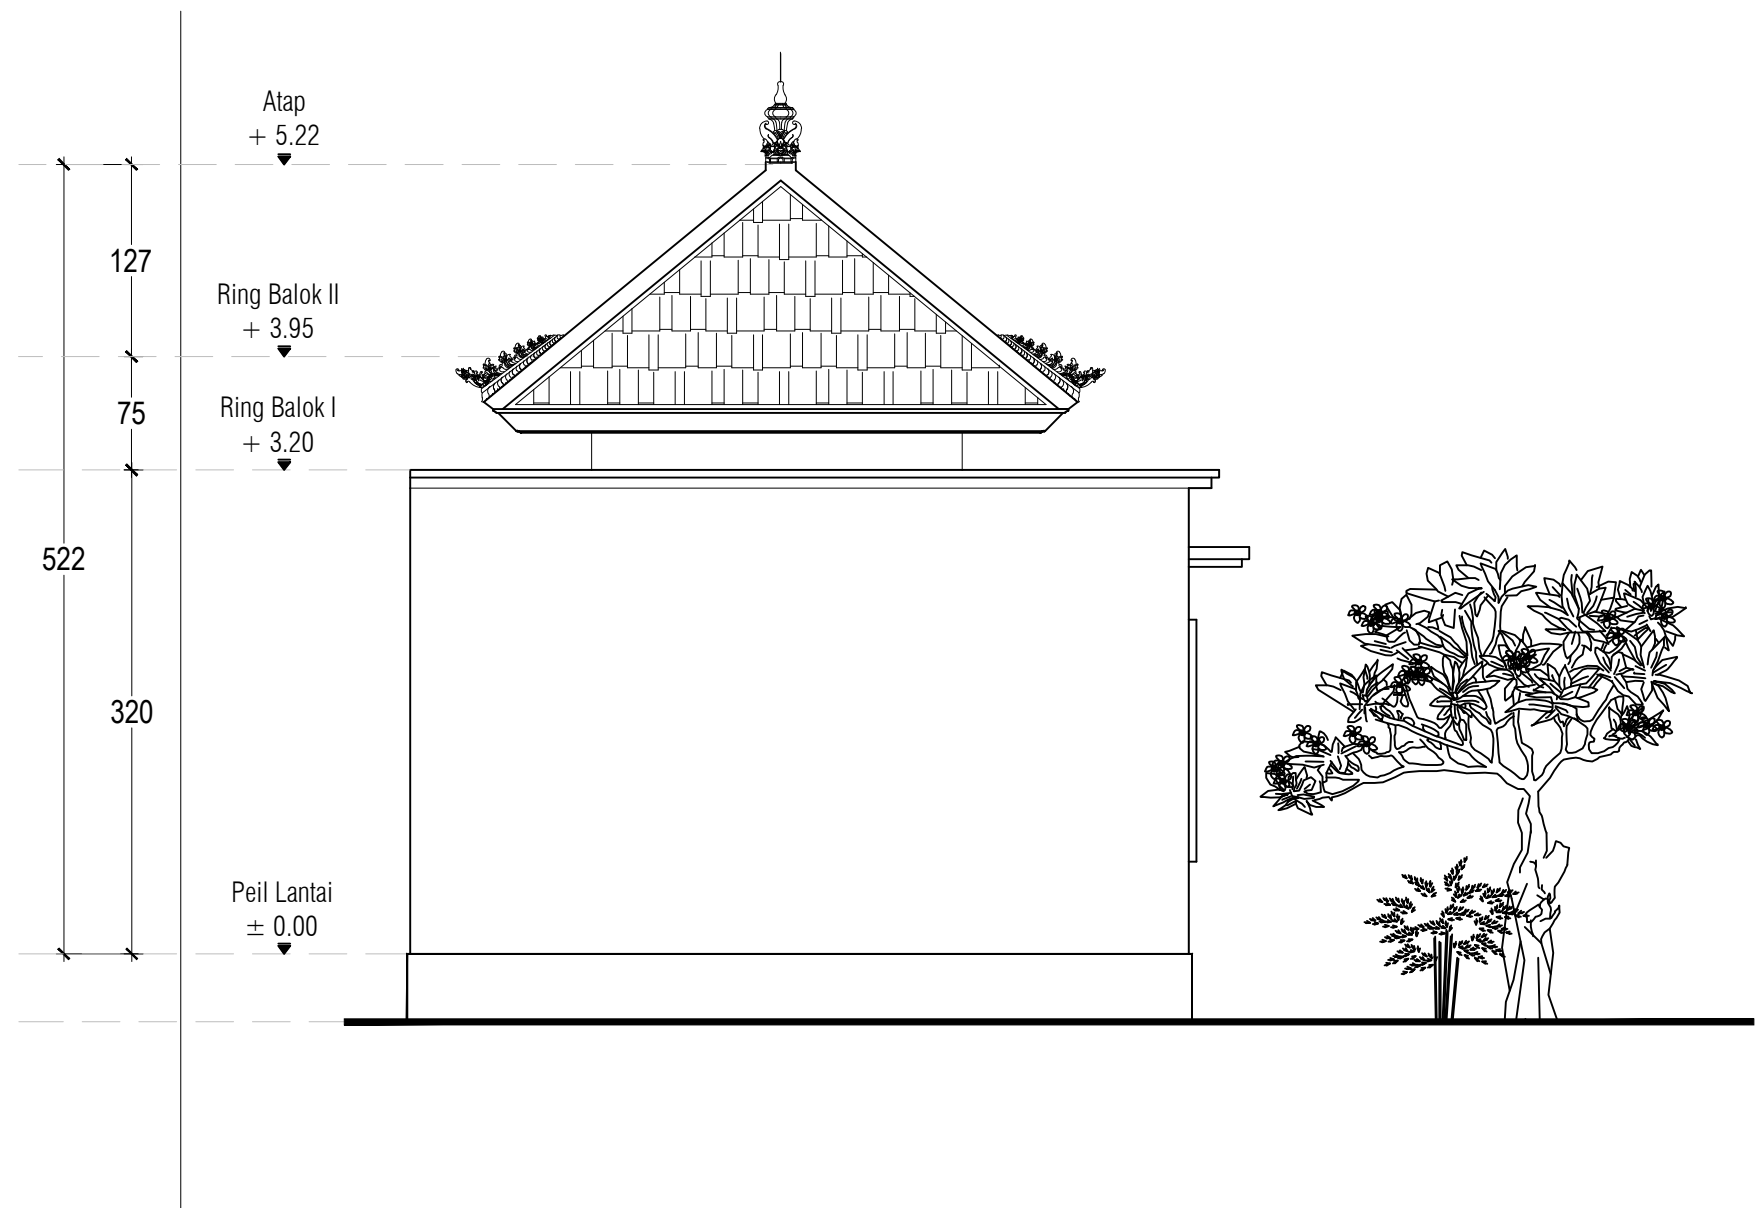 Atap
+ 5.22
127
Ring Balok II
+ 3.95
75
Ring Balok I
+ 3.20
522
320
Peil Lantai
± 0.00